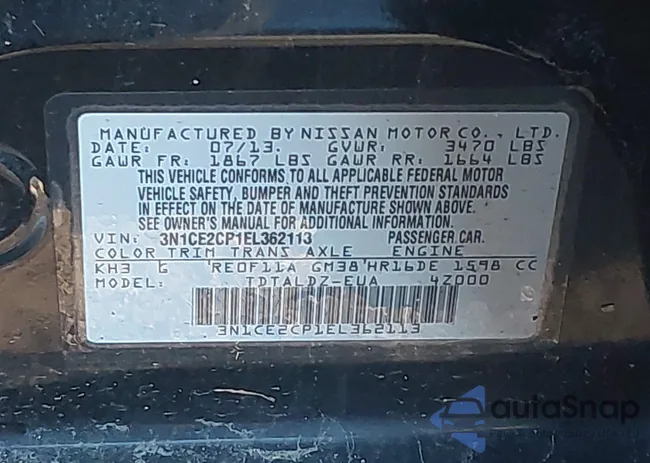 MANUFACTURED BY NISSAN MOTOR CO., LTD.
DATE: 07/13. GVWR: 3470 LBS
GAWR FR: 1867 LBS GAWR RR: 1664 LBS
THIS VEHICLE CONFORMS TO ALL APPLICABLE FEDERAL MOTOR
VEHICLE SAFETY, BUMPER AND THEFT PREVENTION STANDARDS
IN EFFECT ON THE DATE OF MANUFACTURE SHOWN ABOVE.
SEE OWNER'S MANUAL FOR ADDITIONAL INFORMATION.
VIN: 3N1CE2CP1EL362113 PASSENGER CAR.
COLOR TRIM TRANS AXLE ENGINE
KH3 G RE0F11A GM38 HR16DE 1598 CC
MODEL: TDTALDZ-EUA 4Z000
3N1CE2CP1EL362113
autoSnap